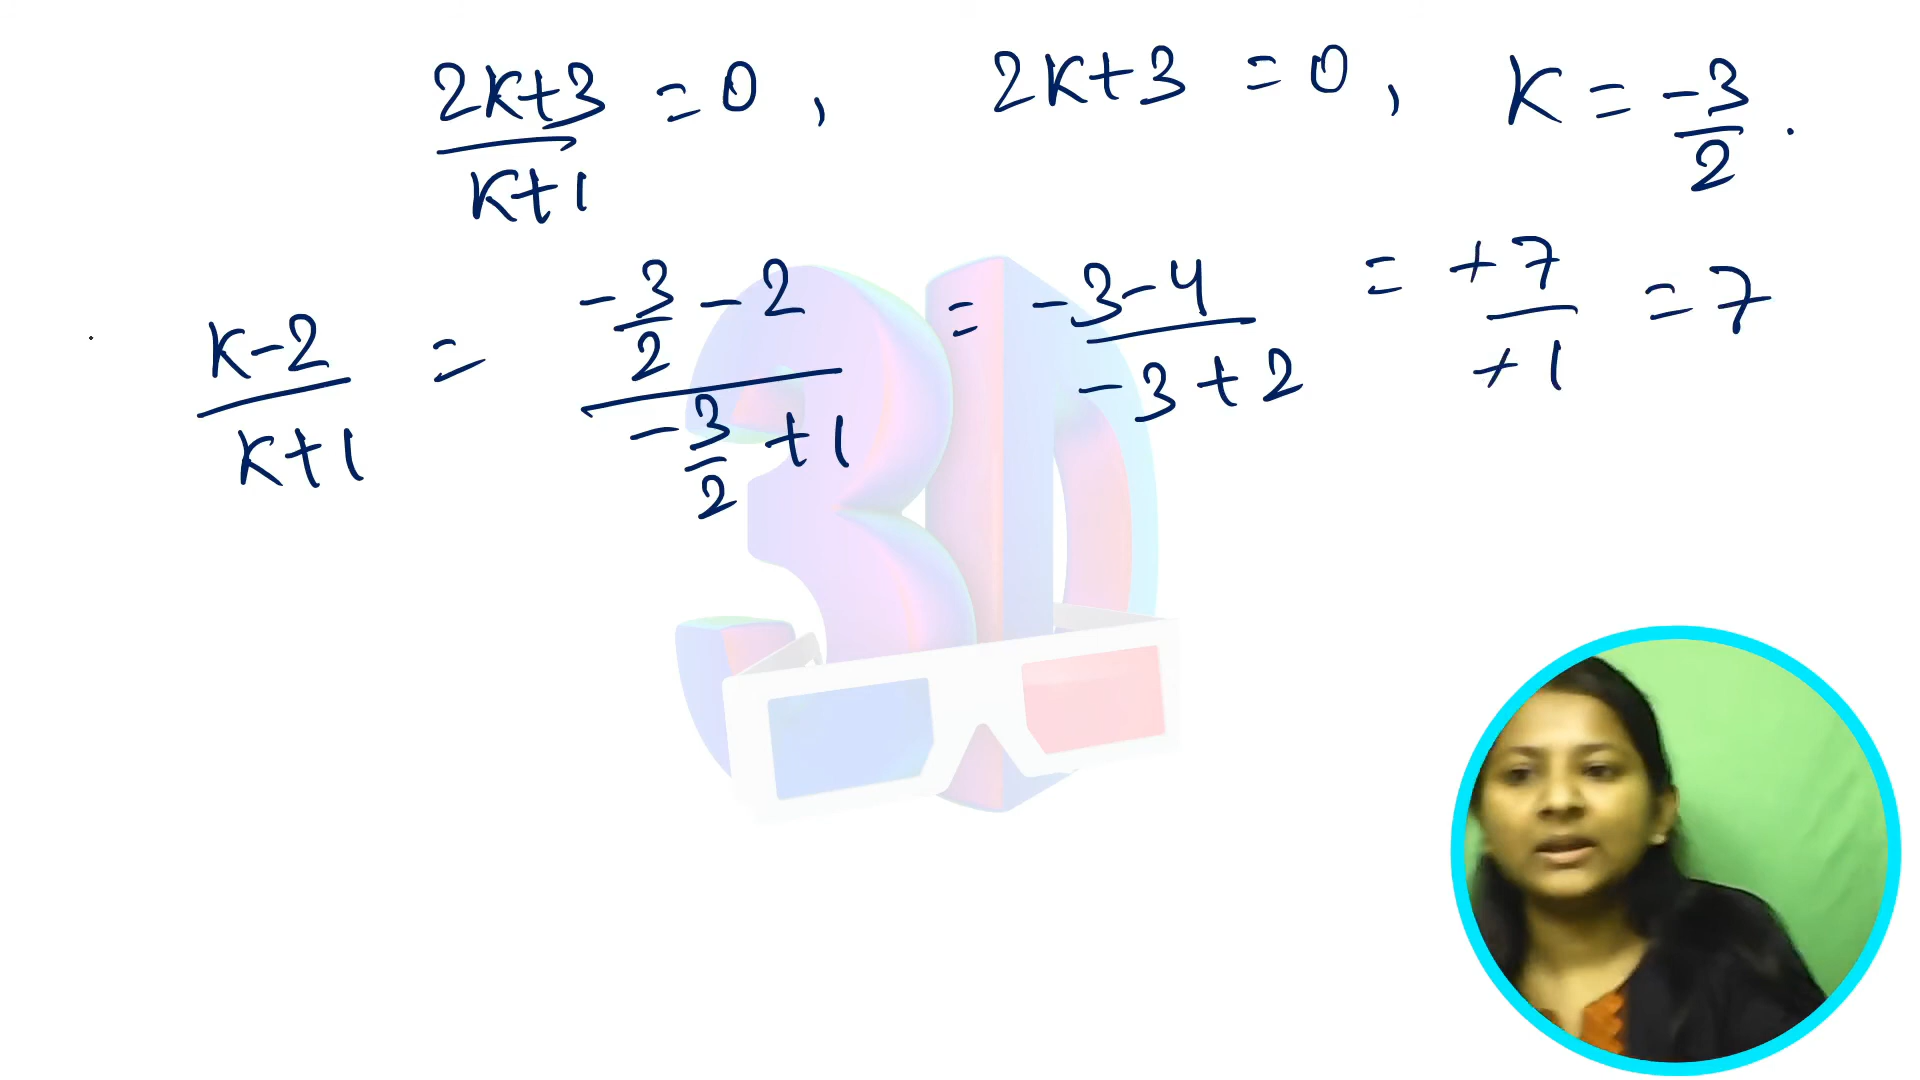 (2k+3)/(k+1) = 0, 2k+3 = 0, k = -3/2.
(k-2)/(k+1) = (-3/2 - 2)/(-3/2 + 1) = (-3-4)/(-3+2) = +7/+1 = 7
3D